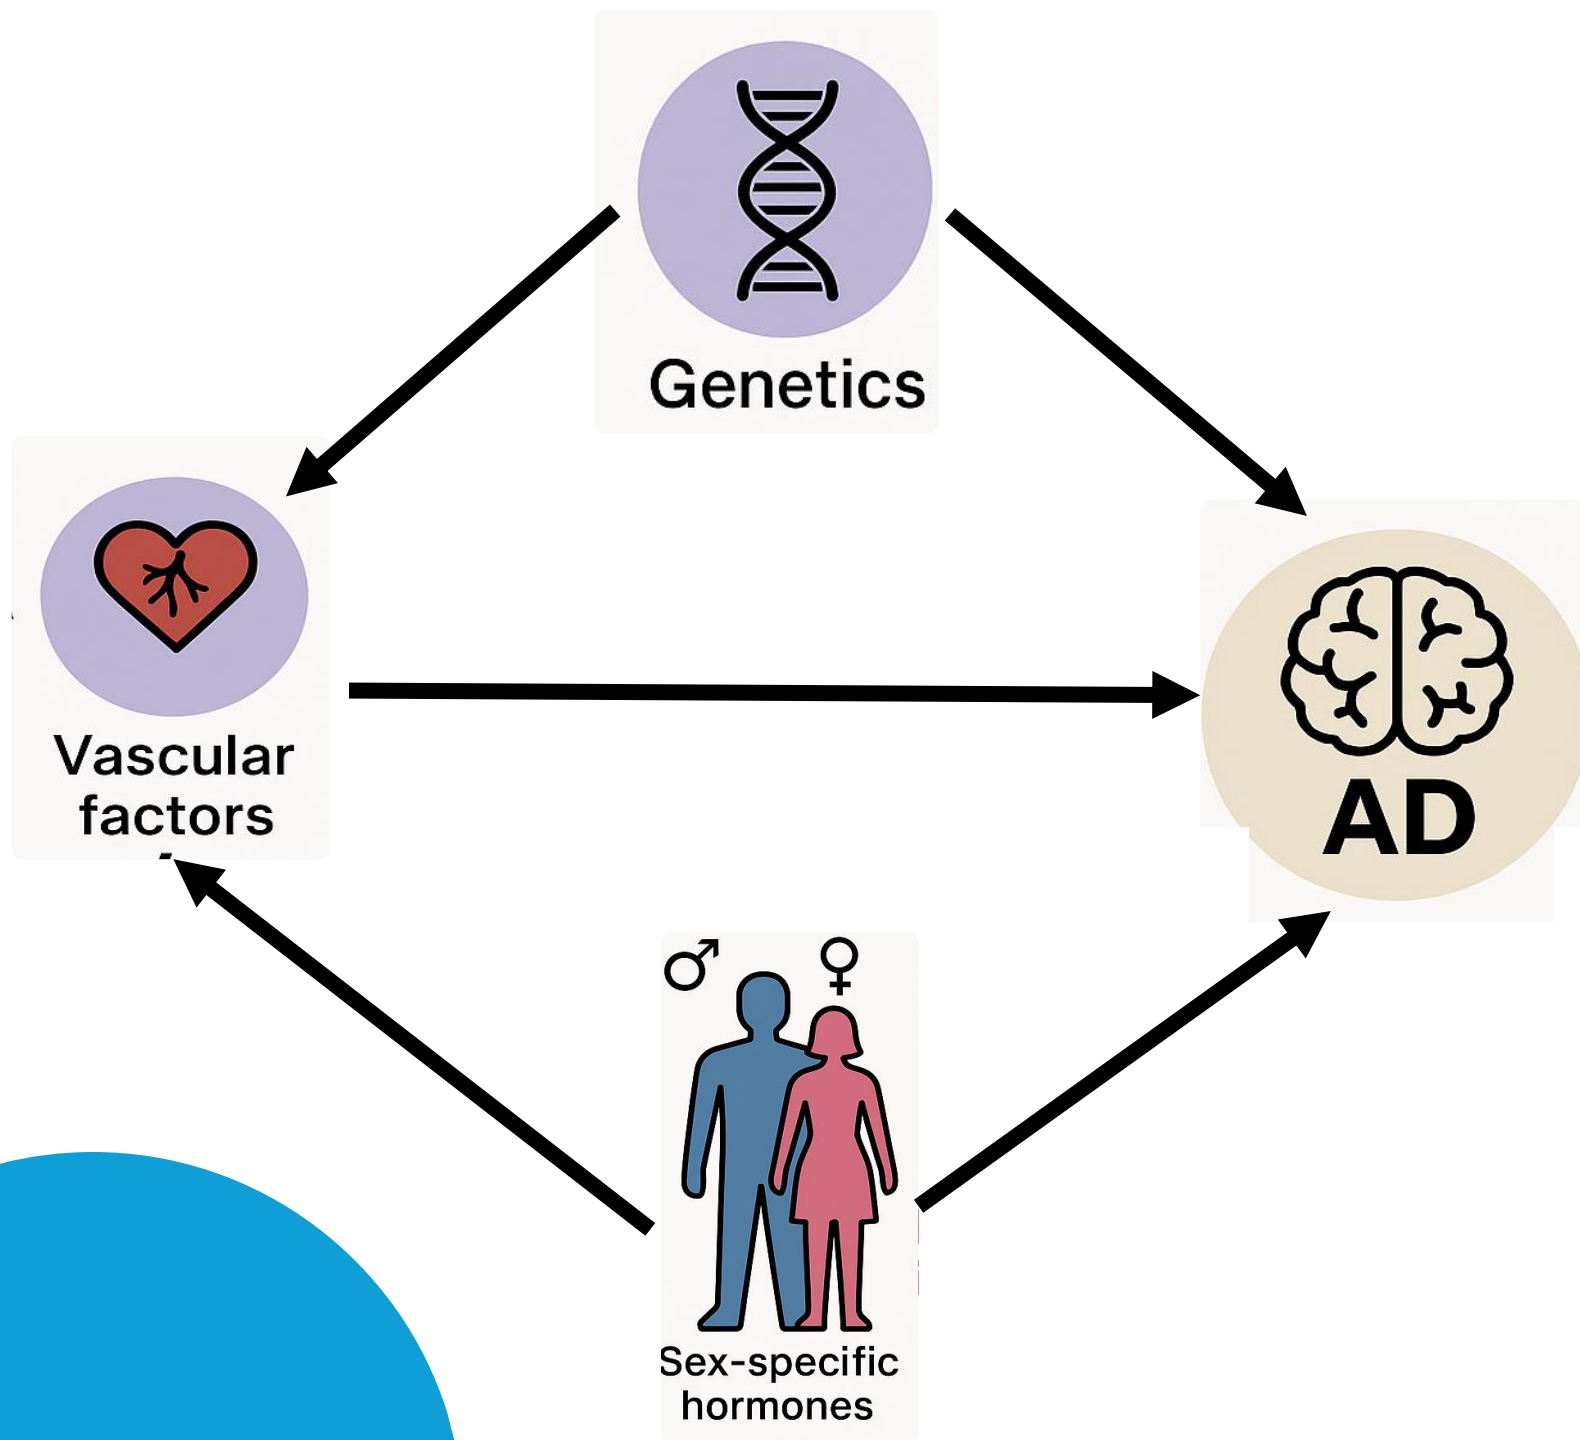 Genetics
Vascular
factors
AD
♂ ♀
Sex-specific
hormones